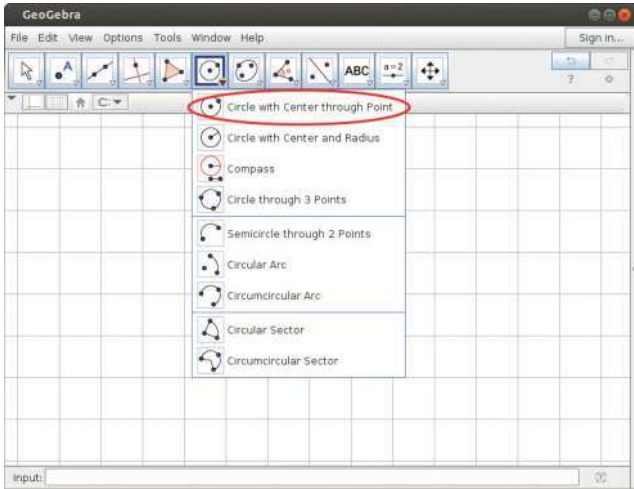 GeoGebra
File Edit View Options Tools Window Help Sign in...
A ABC a=2
?
Circle with Center through Point
Circle with Center and Radius
Compass
Circle through 3 Points
Semicircle through 2 Points
Circular Arc
Circumcircular Arc
Circular Sector
Circumcircular Sector
Input: